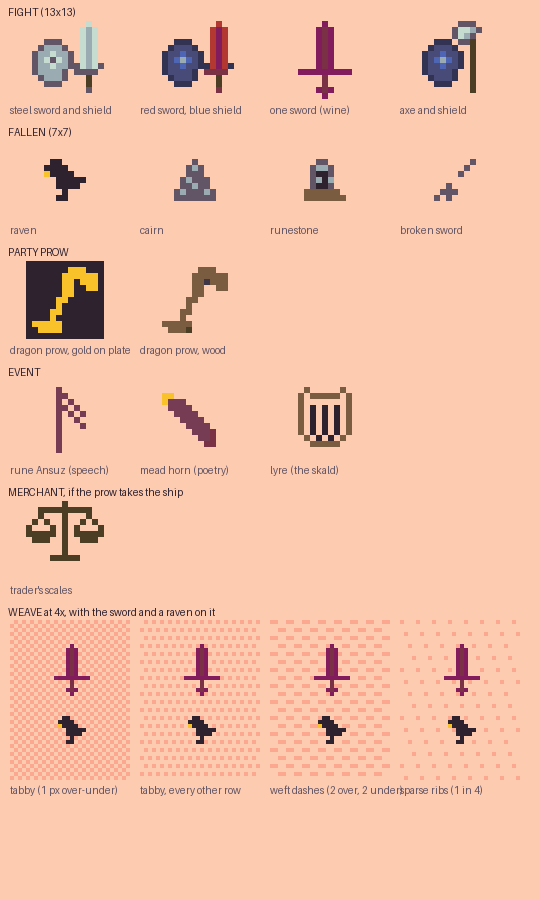 FIGHT (13x13)
steel sword and shield red sword, blue shield one sword (wine) axe and shield
FALLEN (7x7)
raven cairn runestone broken sword
PARTY PROW
dragon prow, gold on plate dragon prow, wood
EVENT
rune Ansuz (speech) mead horn (poetry) lyre (the skald)
MERCHANT, if the prow takes the ship
trader's scales
WEAVE at 4x, with the sword and a raven on it
tabby (1 px over-under) tabby, every other row weft dashes (2 over, 2 under) sparse ribs (1 in 4)